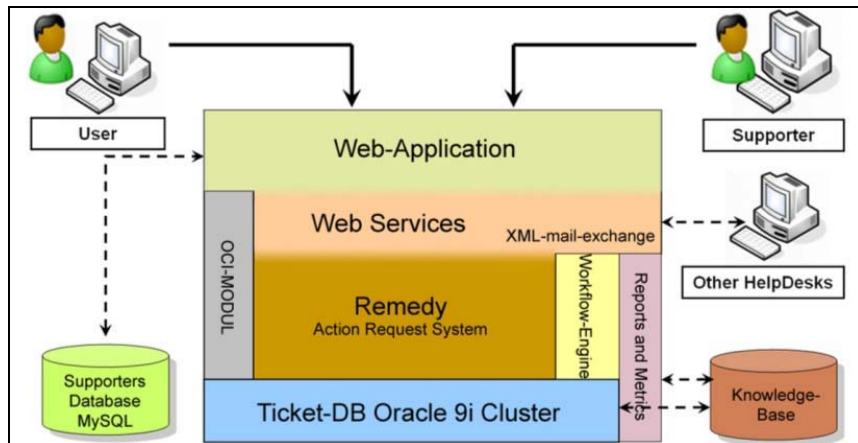 User
Supporter
Web-Application
Web Services
XML-mail-exchange
OCI-MODUL
Other HelpDesks
Remedy
Action Request System
Workflow-Engine
Reports and Metrics
Supporters
Database
MySQL
Ticket-DB Oracle 9i Cluster
Knowledge-
Base